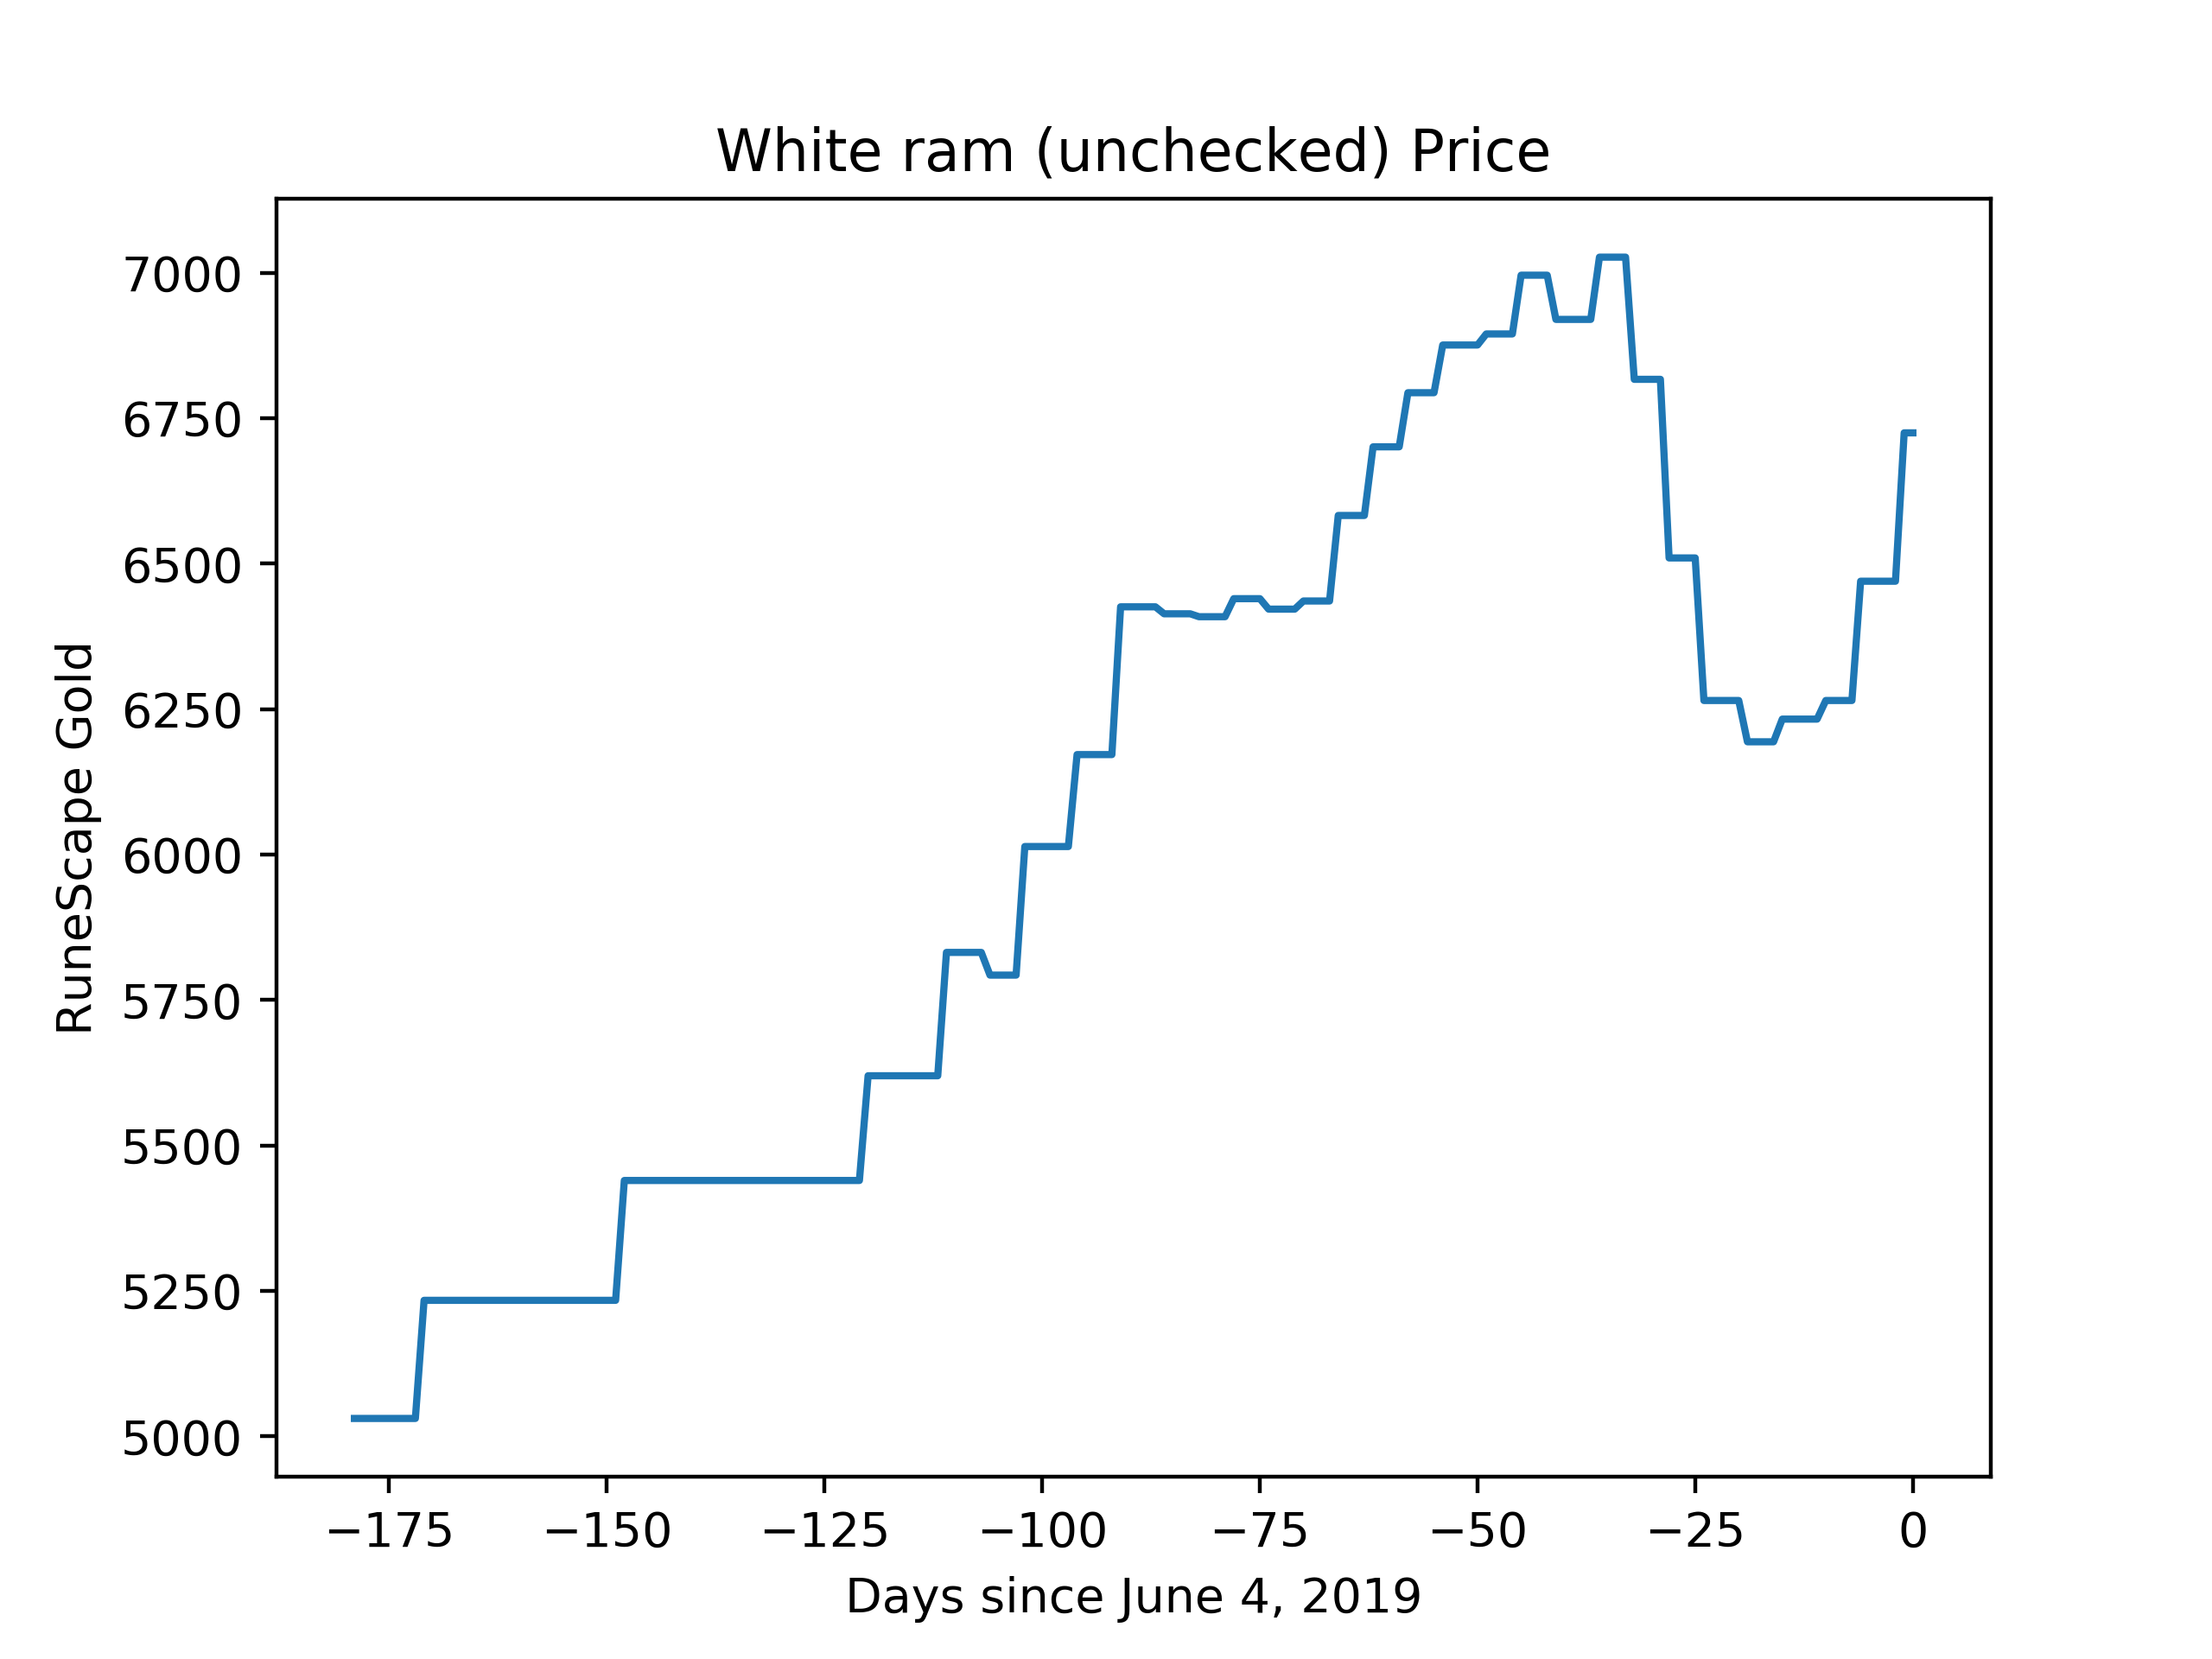 White ram (unchecked) Price
RuneScape Gold
7000
6750
6500
6250
6000
5750
5500
5250
5000
−175 −150 −125 −100 −75 −50 −25 0
Days since June 4, 2019